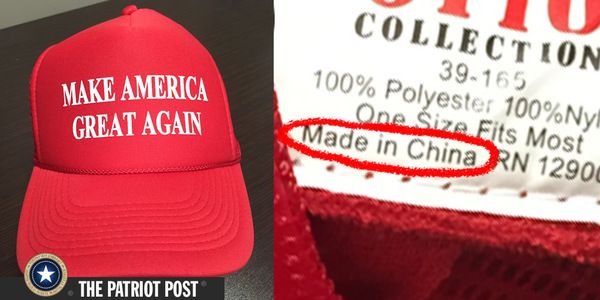 MAKE AMERICA
GREAT AGAIN
THE PATRIOT POST®
COLLECTION
39-165
100% Polyester 100%Nyl
One Size Fits Most
Made in China RN 12900